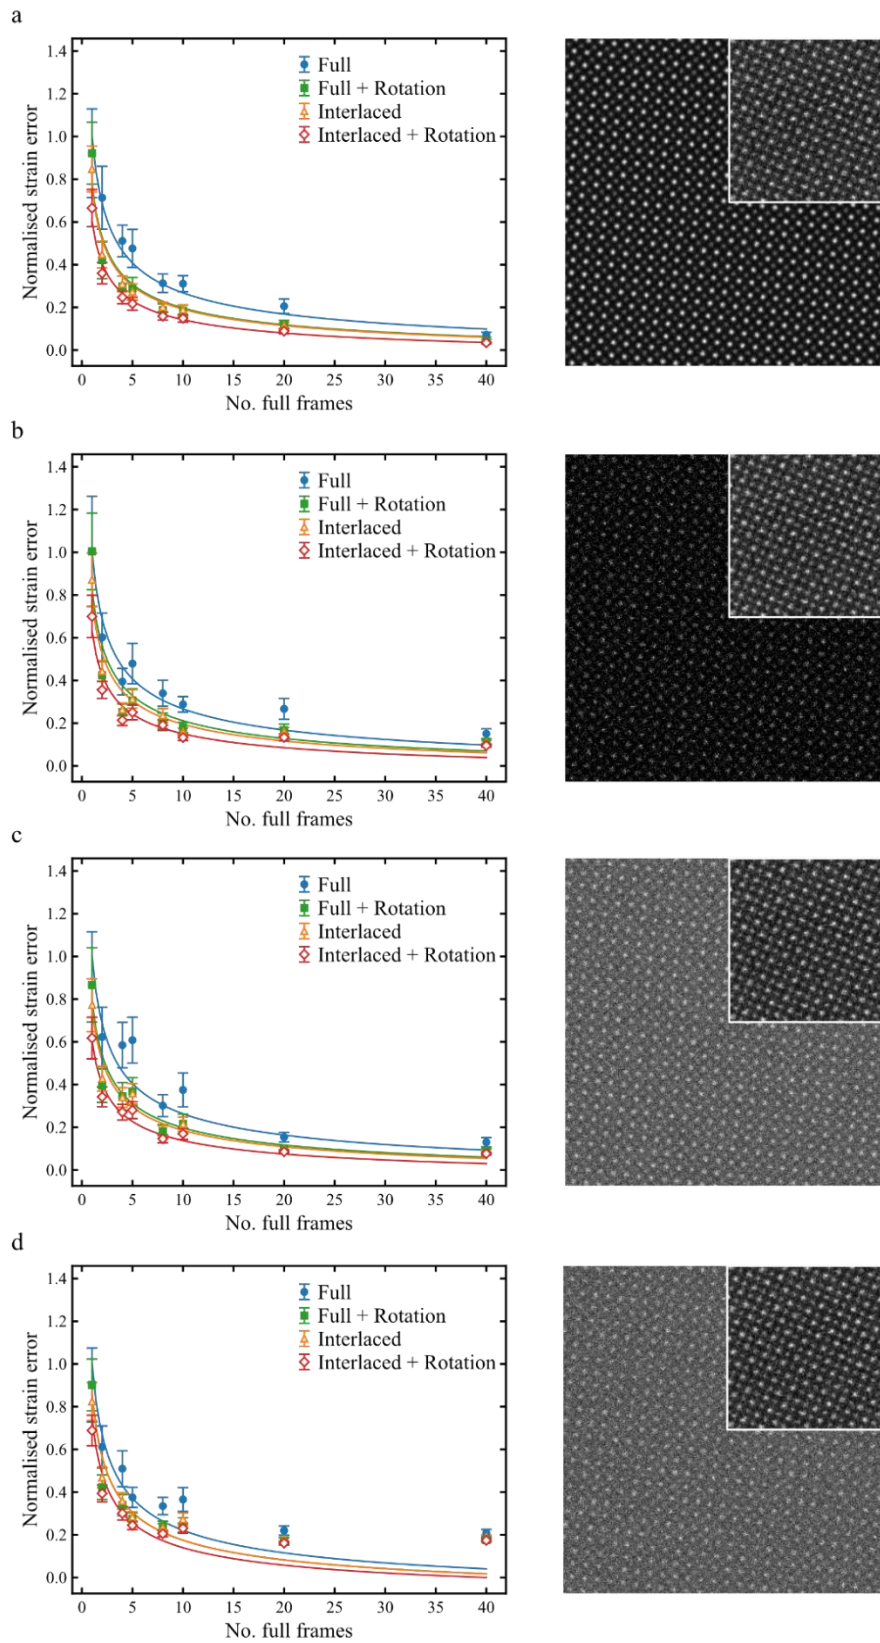 a
Normalised strain error
1.4
1.2
1.0
0.8
0.6
0.4
0.2
0.0
Full
Full + Rotation
Interlaced
Interlaced + Rotation
0 5 10 15 20 25 30 35 40
No. full frames
b
Normalised strain error
1.4
1.2
1.0
0.8
0.6
0.4
0.2
0.0
Full
Full + Rotation
Interlaced
Interlaced + Rotation
0 5 10 15 20 25 30 35 40
No. full frames
c
Normalised strain error
1.4
1.2
1.0
0.8
0.6
0.4
0.2
0.0
Full
Full + Rotation
Interlaced
Interlaced + Rotation
0 5 10 15 20 25 30 35 40
No. full frames
d
Normalised strain error
1.4
1.2
1.0
0.8
0.6
0.4
0.2
0.0
Full
Full + Rotation
Interlaced
Interlaced + Rotation
0 5 10 15 20 25 30 35 40
No. full frames